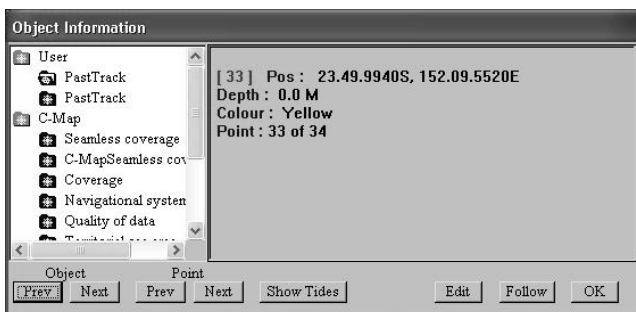 Object Information
User
PastTrack
PastTrack
C-Map
Seamless coverage
C-MapSeamless cov
Coverage
Navigational system
Quality of data
[33] Pos : 23.49.9940S, 152.09.5520E
Depth : 0.0 M
Colour : Yellow
Point : 33 of 34
Object Point
Prev Next Prev Next Show Tides Edit Follow OK